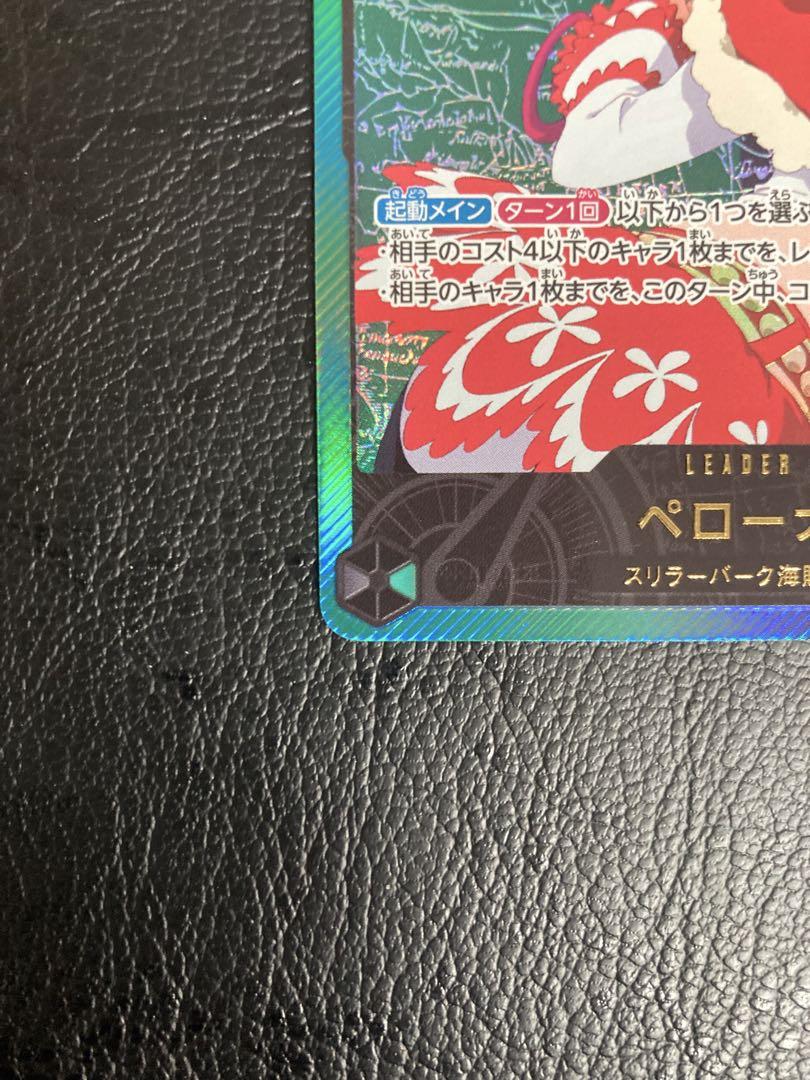 起動メイン ターン1回 以下から1つを選ぶ
・相手のコスト4以下のキャラ1枚までを、レ
・相手のキャラ1枚までを、このターン中、コ
LEADER
ペローナ
スリラーバーク海賊